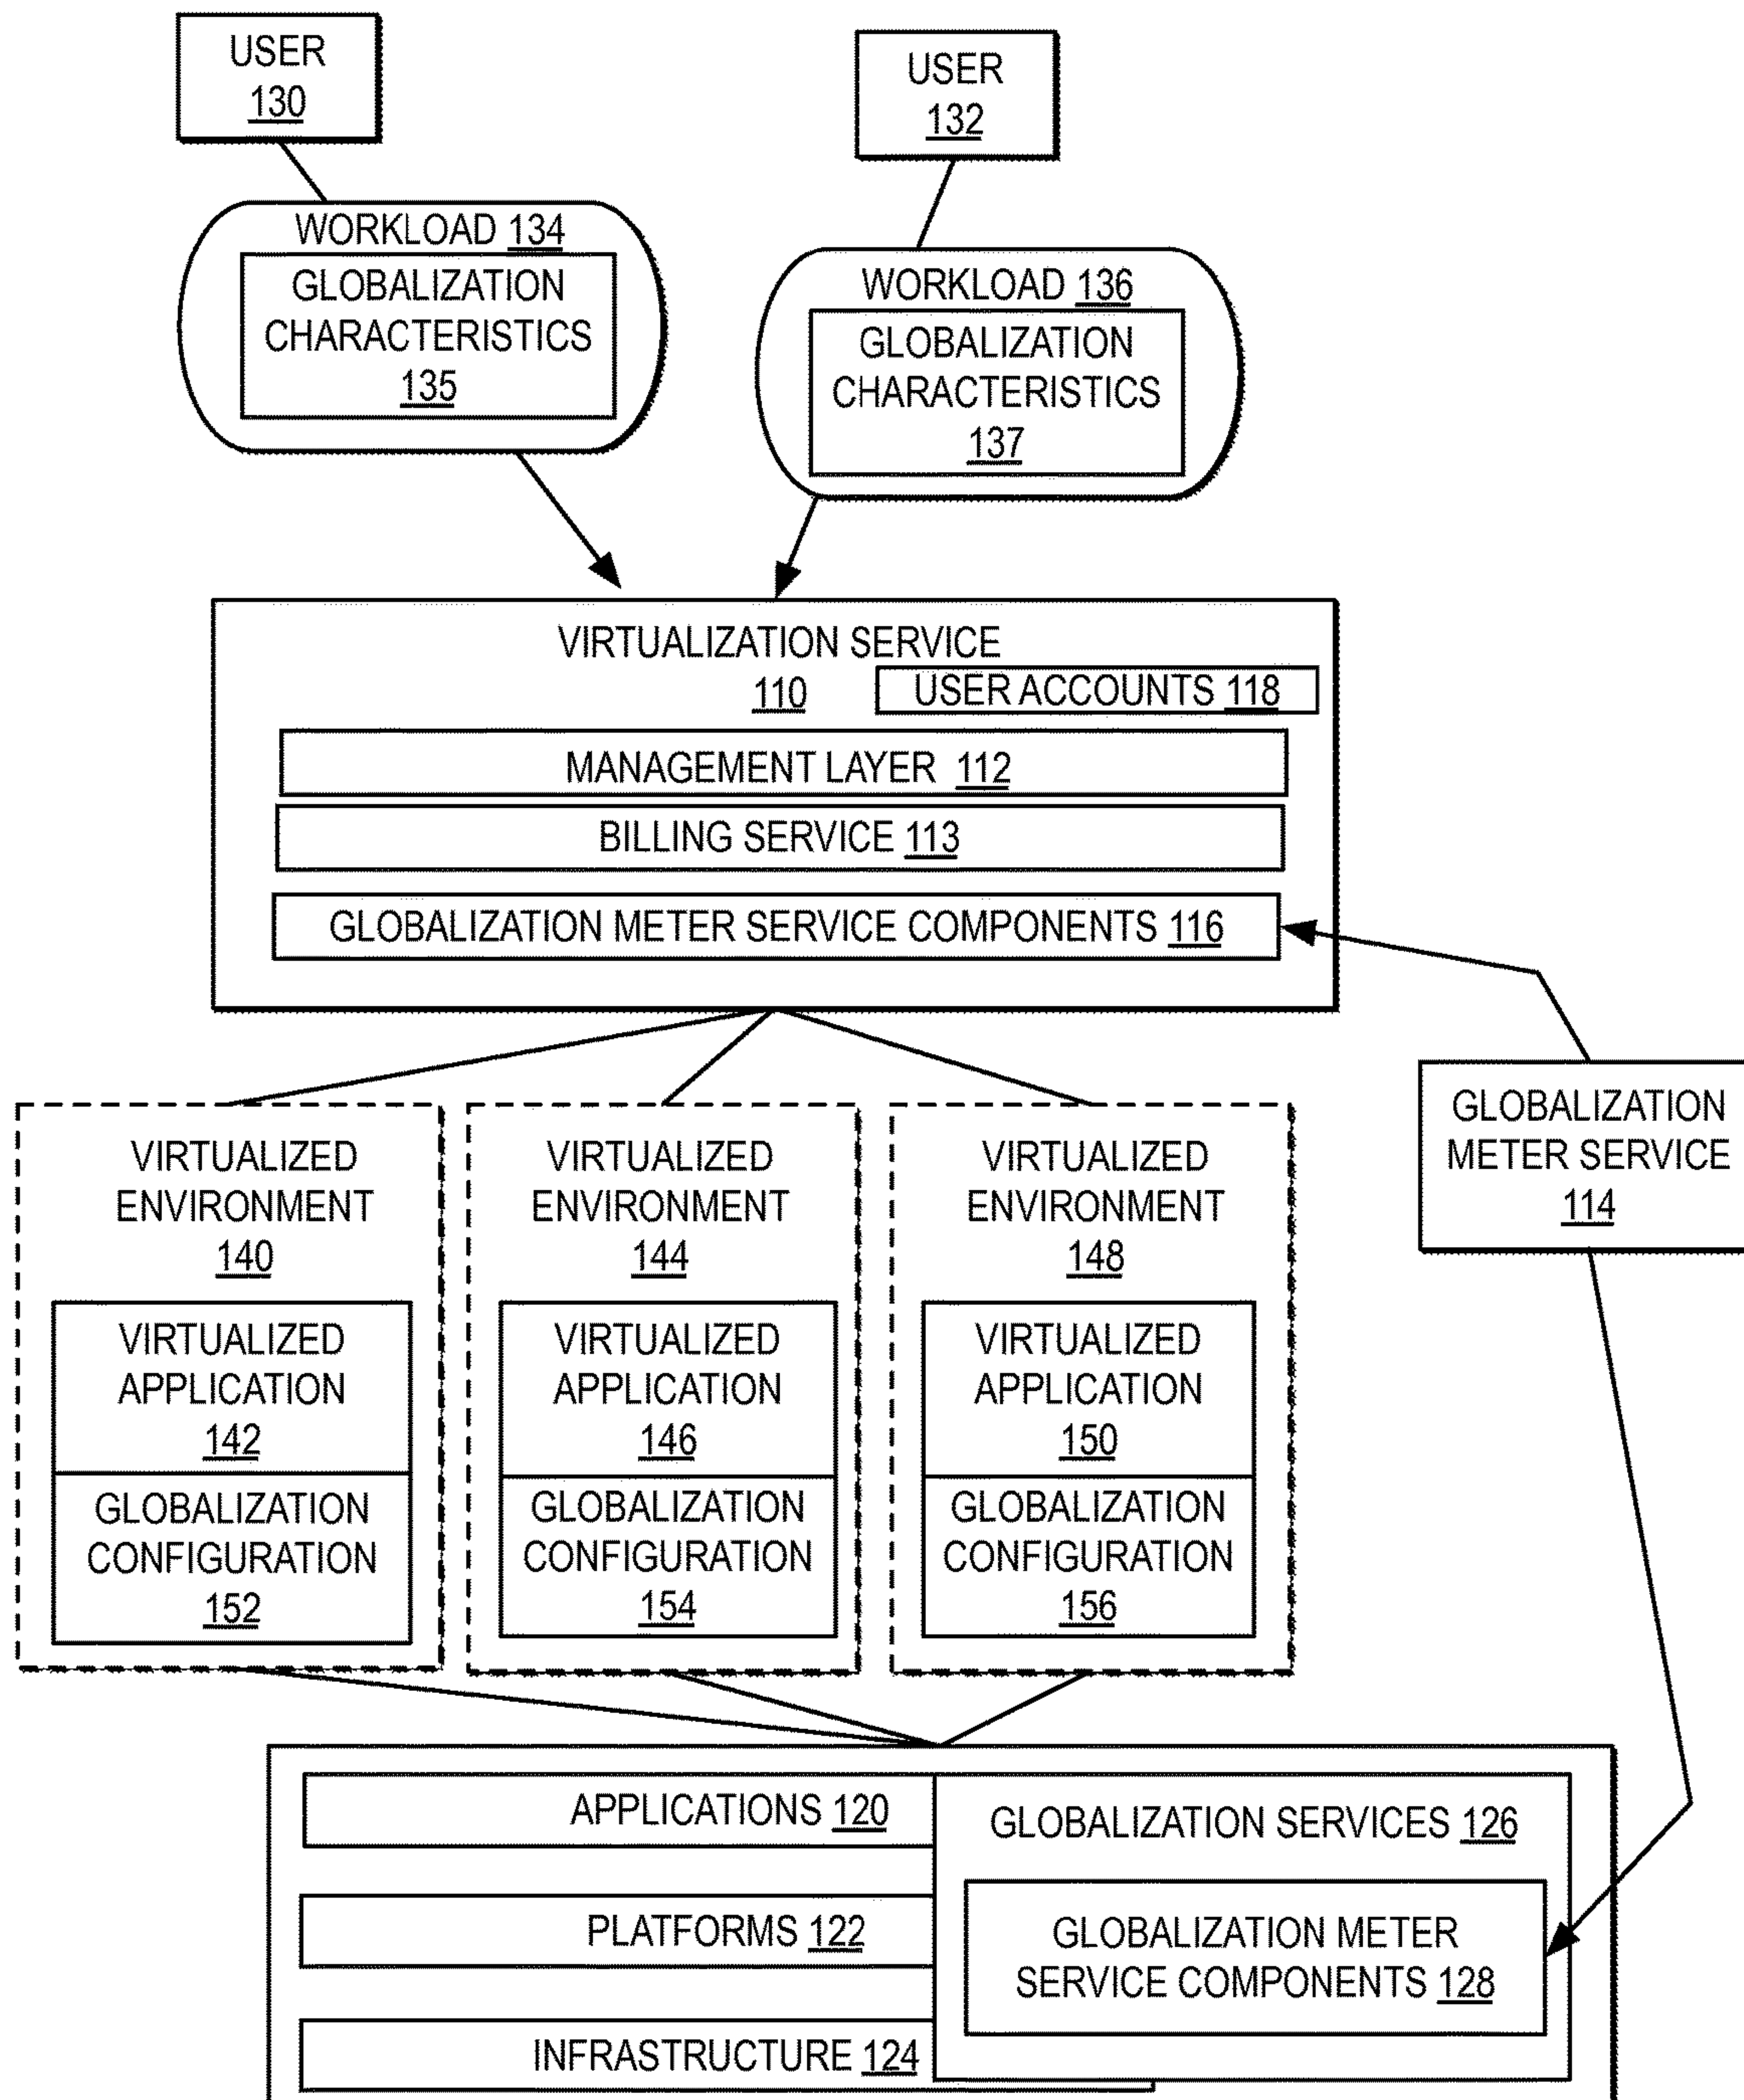 USER
130
USER
132
WORKLOAD 134
GLOBALIZATION
CHARACTERISTICS
135
WORKLOAD 136
GLOBALIZATION
CHARACTERISTICS
137
VIRTUALIZATION SERVICE
110
USER ACCOUNTS 118
MANAGEMENT LAYER 112
BILLING SERVICE 113
GLOBALIZATION METER SERVICE COMPONENTS 116
GLOBALIZATION
METER SERVICE
114
VIRTUALIZED
ENVIRONMENT
140
VIRTUALIZED
APPLICATION
142
GLOBALIZATION
CONFIGURATION
152
VIRTUALIZED
ENVIRONMENT
144
VIRTUALIZED
APPLICATION
146
GLOBALIZATION
CONFIGURATION
154
VIRTUALIZED
ENVIRONMENT
148
VIRTUALIZED
APPLICATION
150
GLOBALIZATION
CONFIGURATION
156
APPLICATIONS 120
PLATFORMS 122
INFRASTRUCTURE 124
GLOBALIZATION SERVICES 126
GLOBALIZATION METER
SERVICE COMPONENTS 128